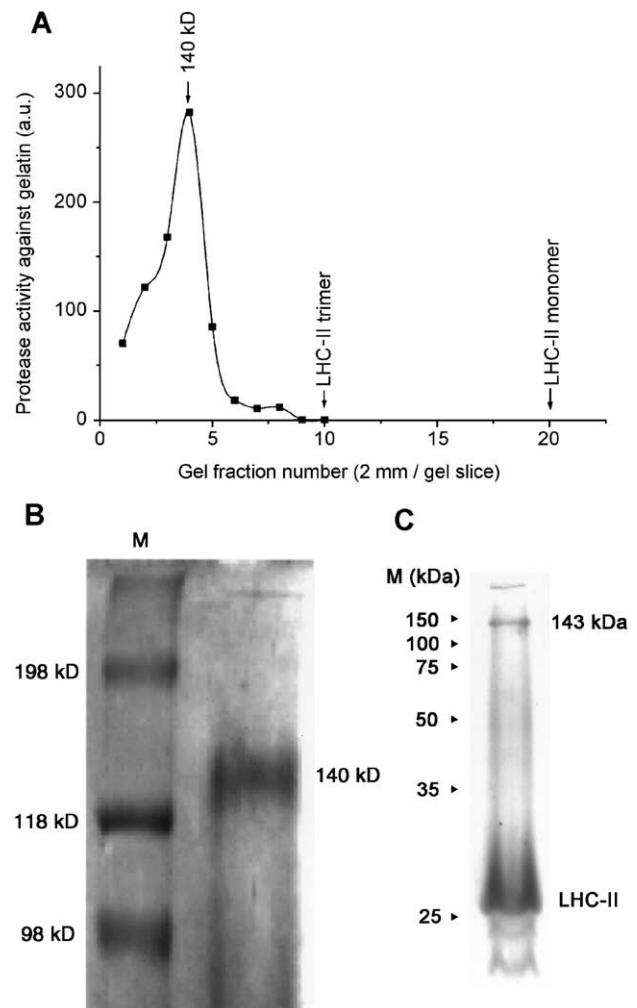 A
140 kD
Protease activity against gelatin (a.u.)
300
200
100
0
LHC-II trimer
LHC-II monomer
0 5 10 15 20
Gel fraction number (2 mm / gel slice)
B
M
198 kD
140 kD
118 kD
98 kD
C
M (kDa)
150 143 kDa
100
75
50
35
LHC-II
25